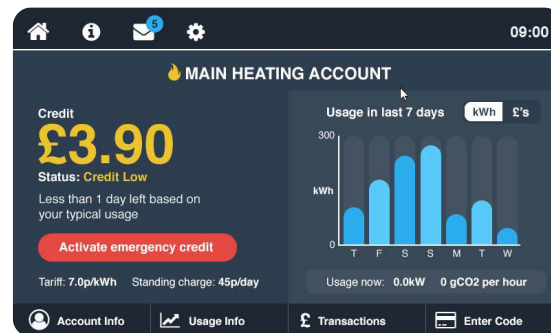 5
09:00
MAIN HEATING ACCOUNT
Credit
£3.90
Status: Credit Low
Less than 1 day left based on
your typical usage
Activate emergency credit
Tariff: 7.0p/kWh Standing charge: 45p/day
Usage in last 7 days
kWh £'s
300
kWh
0
T F S S M T W
Usage now: 0.0kW 0 gCO2 per hour
Account Info
Usage Info
£ Transactions
Enter Code